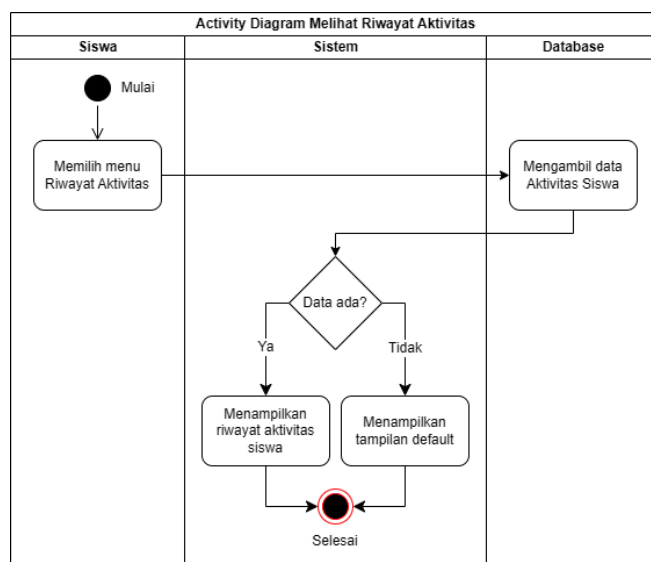 Activity Diagram Melihat Riwayat Aktivitas
Siswa
Sistem
Database
Mulai
Memilih menu
Riwayat Aktivitas
Mengambil data
Aktivitas Siswa
Data ada?
Ya
Tidak
Menampilkan
riwayat aktivitas
siswa
Menampilkan
tampilan default
Selesai